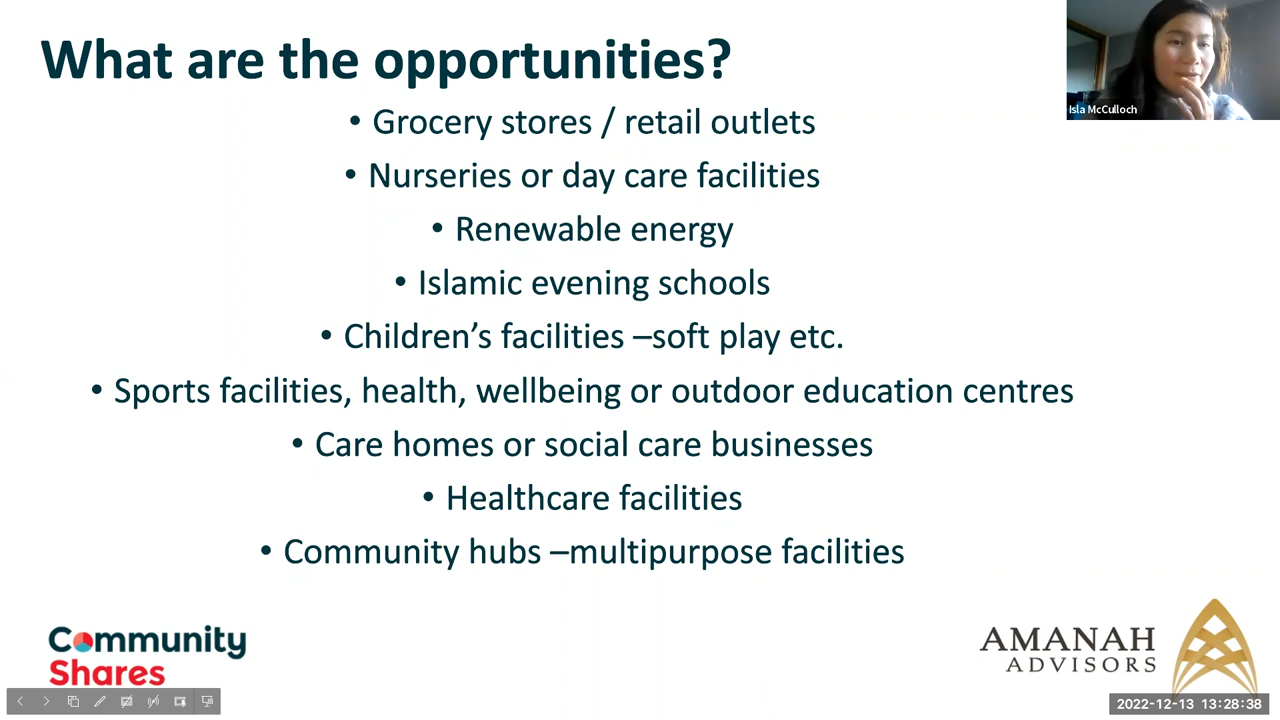 What are the opportunities?
Isla McCulloch
• Grocery stores / retail outlets
• Nurseries or day care facilities
• Renewable energy
• Islamic evening schools
• Children’s facilities –soft play etc.
• Sports facilities, health, wellbeing or outdoor education centres
• Care homes or social care businesses
• Healthcare facilities
• Community hubs –multipurpose facilities
Community
Shares
AMANAH
ADVISORS
2022-12-13 13:28:38